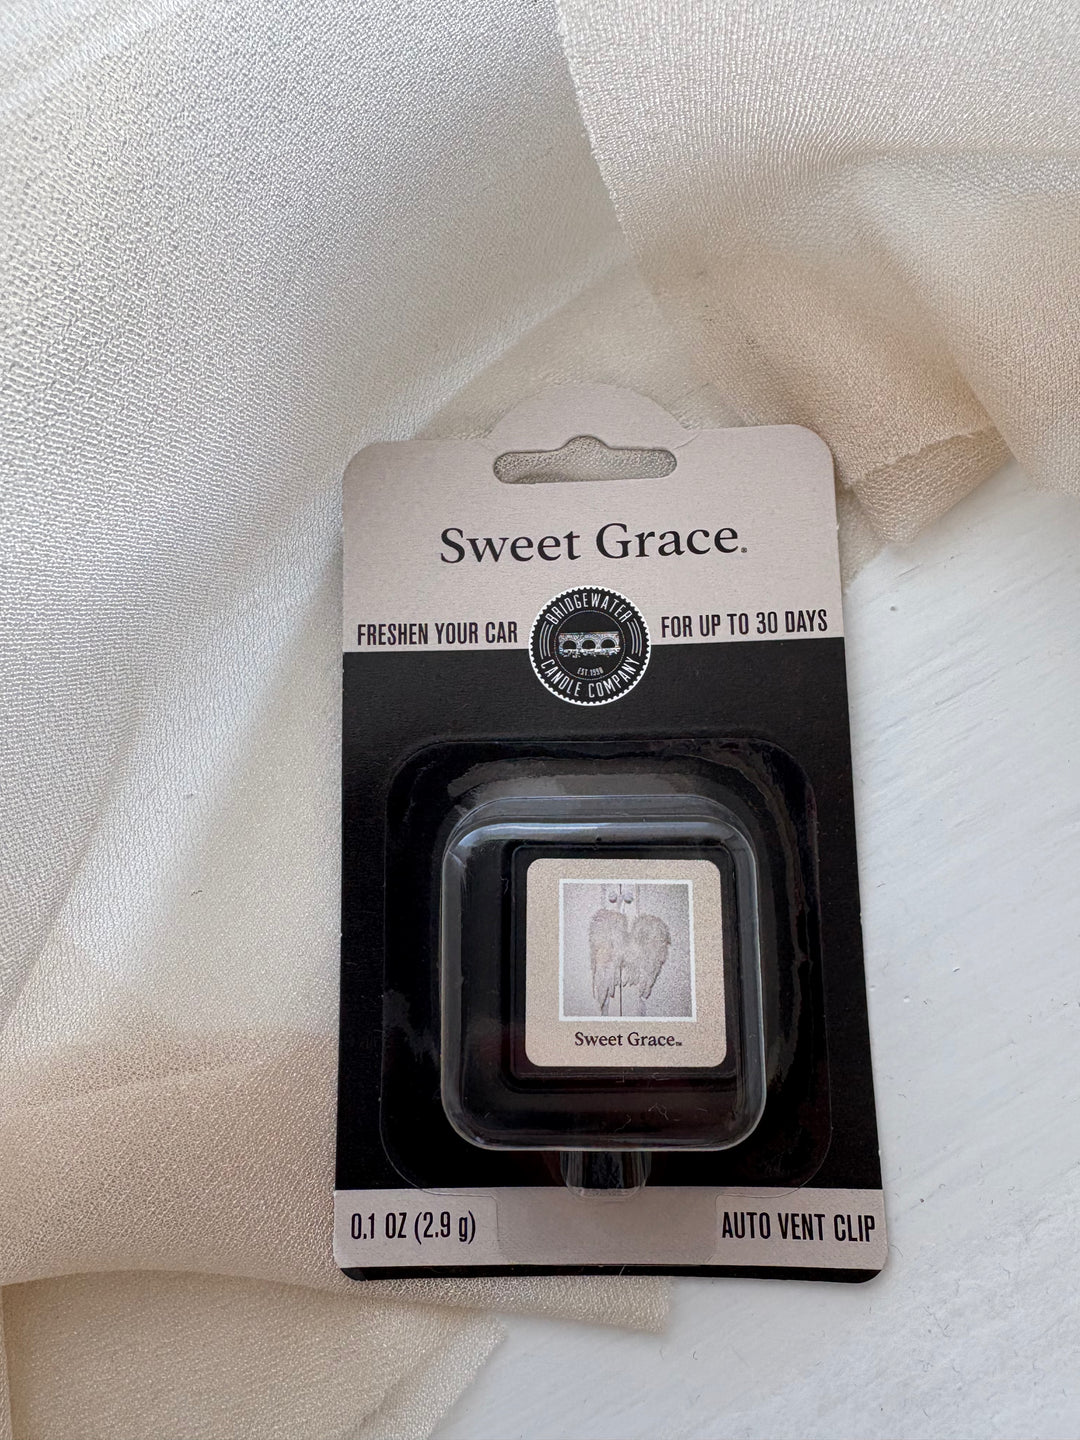 Sweet Grace®
FRESHEN YOUR CAR
BRIDGEWATER
EST. 1998
CANDLE COMPANY
FOR UP TO 30 DAYS
Sweet Grace™
0.1 OZ (2.9 g)
AUTO VENT CLIP